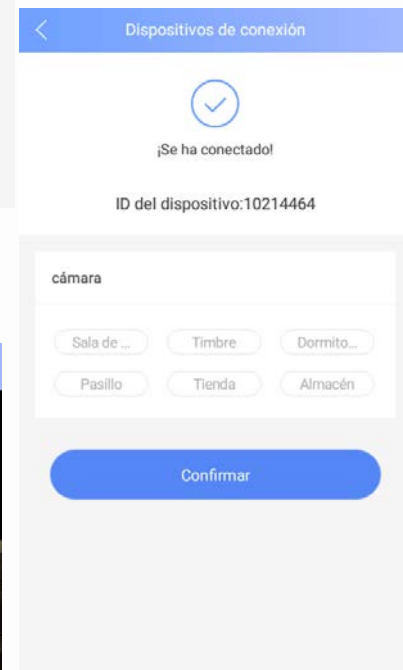 Dispositivos de conexión
¡Se ha conectado!
ID del dispositivo:10214464
cámara
Sala de ... Timbre Dormito...
Pasillo Tienda Almacén
Confirmar